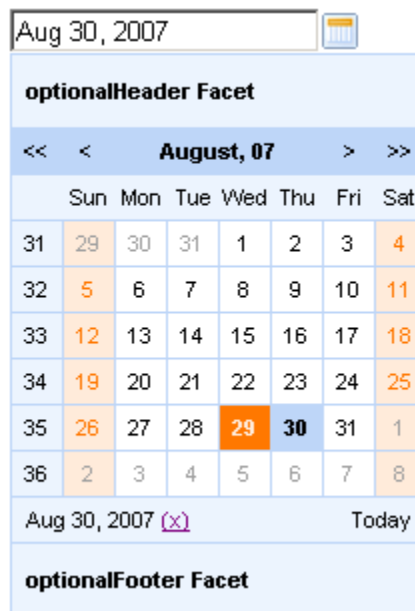 Aug 30, 2007
optionalHeader Facet
<< < August, 07 > >>
Sun Mon Tue Wed Thu Fri Sat
31 29 30 31 1 2 3 4
32 5 6 7 8 9 10 11
33 12 13 14 15 16 17 18
34 19 20 21 22 23 24 25
35 26 27 28 29 30 31 1
36 2 3 4 5 6 7 8
Aug 30, 2007 (x) Today
optionalFooter Facet